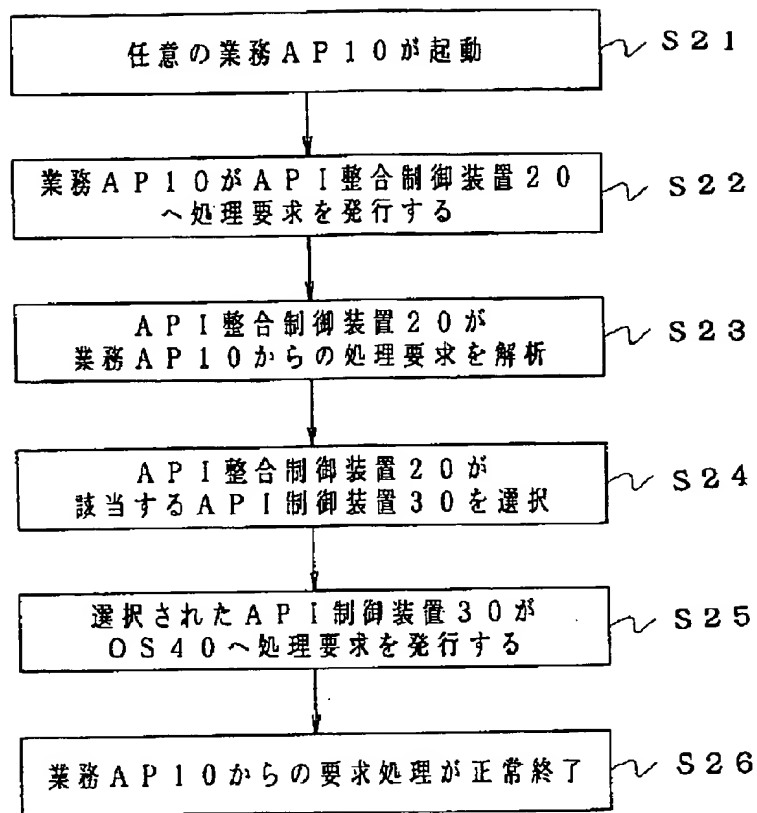 任意の業務AP10が起動
S21
業務AP10がAPI整合制御装置20
へ処理要求を発行する
S22
API整合制御装置20が
業務AP10からの処理要求を解析
S23
API整合制御装置20が
該当するAPI制御装置30を選択
S24
選択されたAPI制御装置30が
OS40へ処理要求を発行する
S25
業務AP10からの要求処理が正常終了
S26